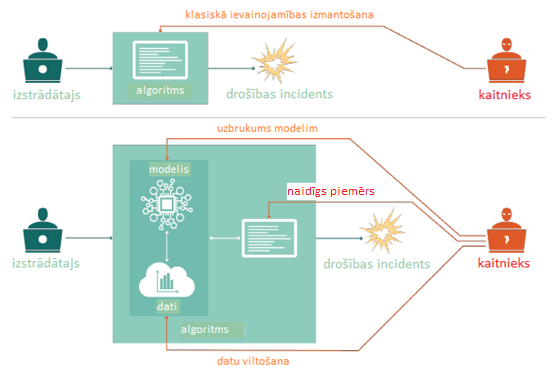 klasiskā ievainojamības izmantošana
izstrādātajs
algoritms
drošības incidents
kaitnieks
uzbrukums modelim
modelis
naidīgs piemērs
izstrādātajs
drošības incidents
kaitnieks
dati
algoritms
datu viltošana